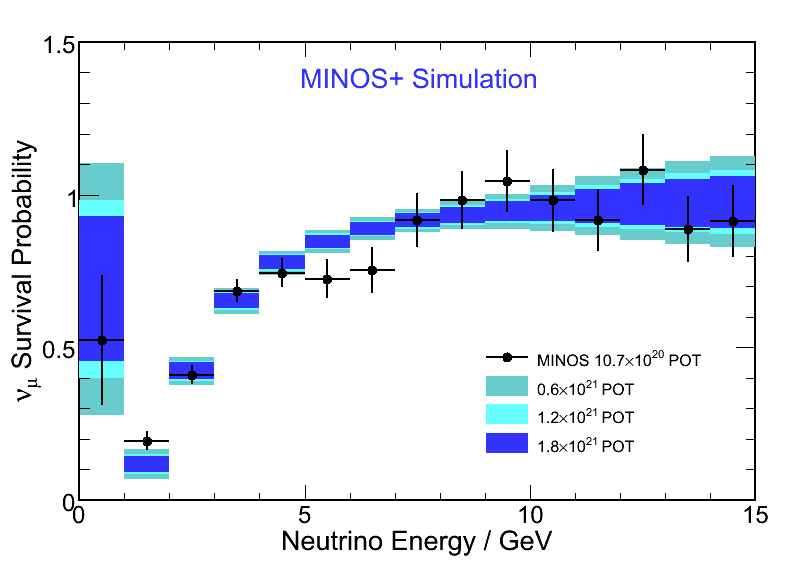 MINOS+ Simulation
1.5
1
0.5
0
νμ Survival Probability
0 5 10 15
Neutrino Energy / GeV
MINOS 10.7×10²⁰ POT
0.6×10²¹ POT
1.2×10²¹ POT
1.8×10²¹ POT